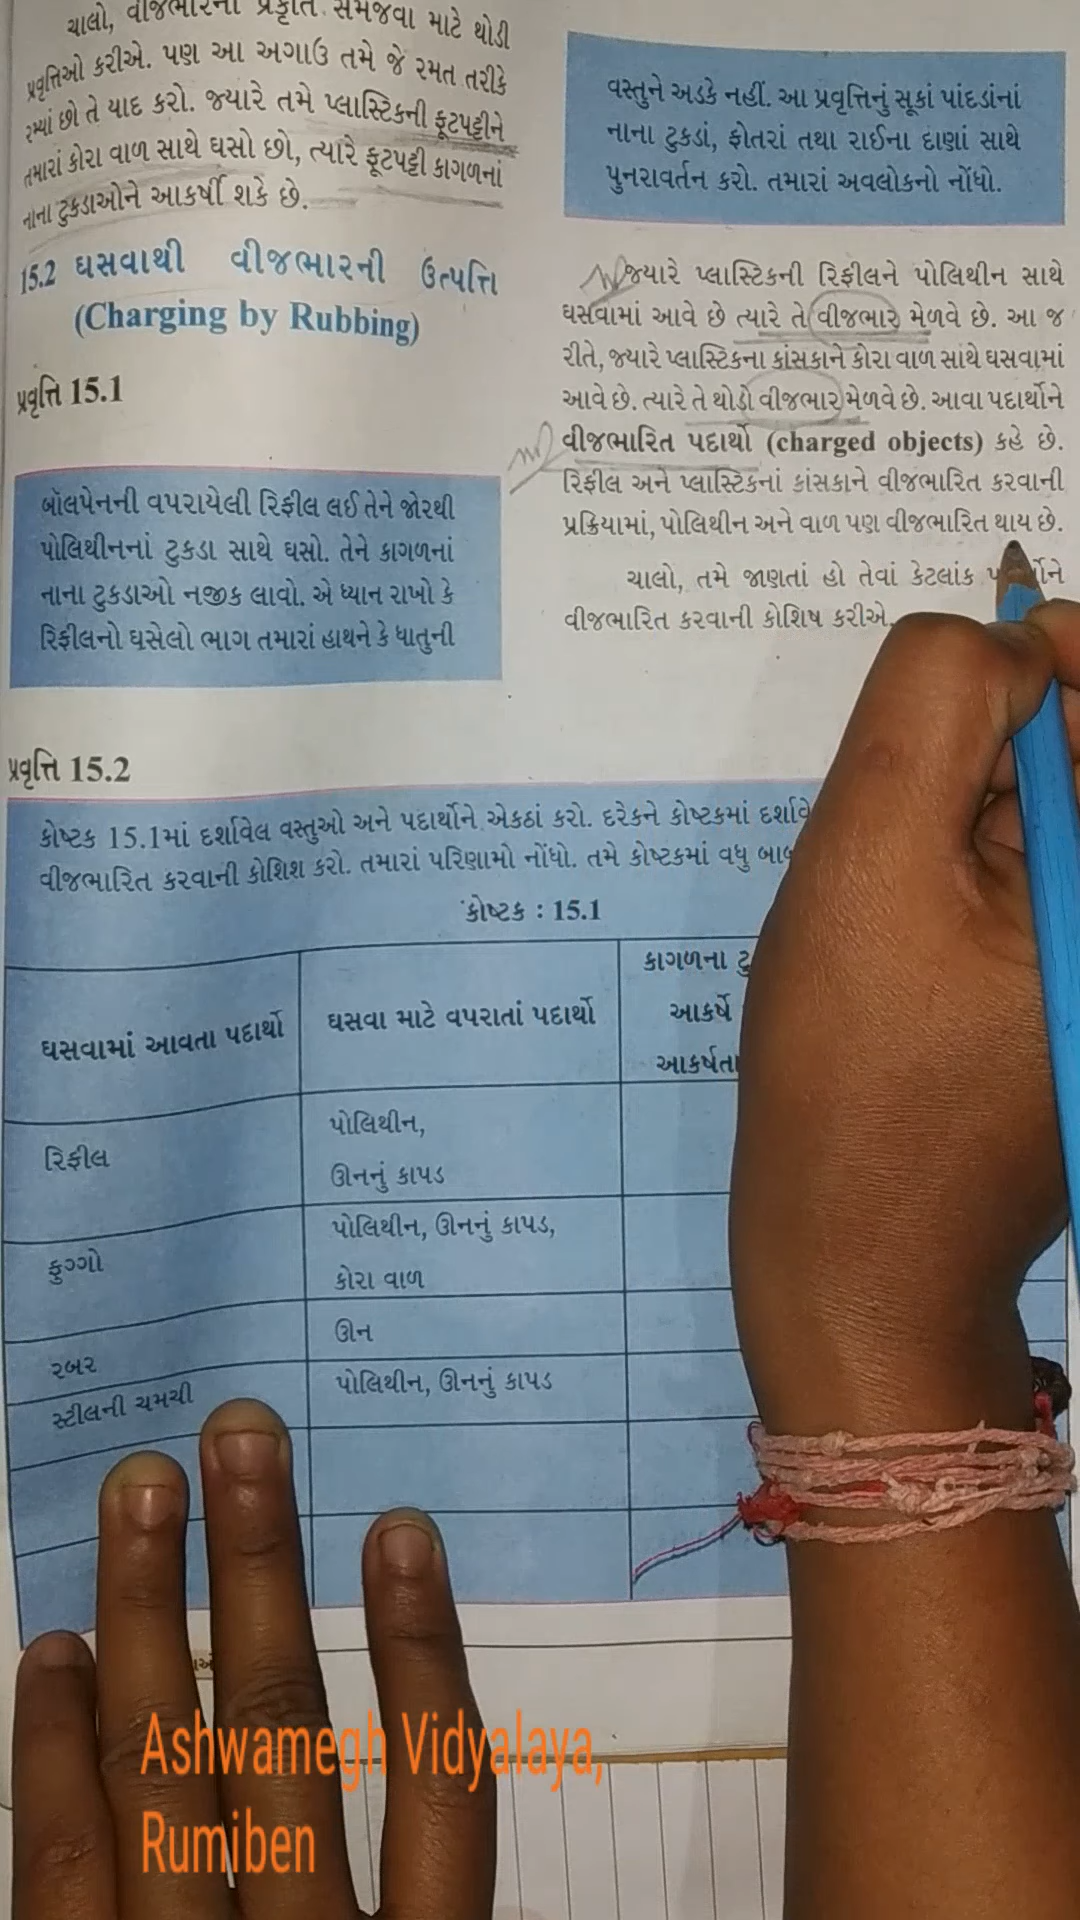 ચાલો, વીજભારની પ્રકૃતિ સમજવા માટે થોડી
પ્રવૃત્તિઓ કરીએ. પણ આ અગાઉ તમે જે રમત તરીકે
રમ્યાં છો તે યાદ કરો. જ્યારે તમે પ્લાસ્ટિકની ફૂટપટ્ટીને
તમારાં કોરા વાળ સાથે ઘસો છો, ત્યારે ફૂટપટ્ટી કાગળનાં
નાના ટુકડાઓને આકર્ષી શકે છે.
15.2 ઘસવાથી વીજભારની ઉત્પત્તિ
(Charging by Rubbing)
પ્રવૃત્તિ 15.1
બૉલપેનની વપરાયેલી રિફીલ લઈ તેને જોરથી
પોલિથીનનાં ટુકડા સાથે ઘસો. તેને કાગળનાં
નાના ટુકડાઓ નજીક લાવો. એ ધ્યાન રાખો કે
રિફીલનો ઘસેલો ભાગ તમારાં હાથને કે ધાતુની
વસ્તુને અડકે નહીં. આ પ્રવૃત્તિનું સૂકાં પાંદડાંનાં
નાના ટુકડાં, ફોતરાં તથા રાઈના દાણાં સાથે
પુનરાવર્તન કરો. તમારાં અવલોકનો નોંધો.
જ્યારે પ્લાસ્ટિકની રિફીલને પોલિથીન સાથે
ઘસવામાં આવે છે ત્યારે તે વીજભાર મેળવે છે. આ જ
રીતે, જ્યારે પ્લાસ્ટિકના કાંસકાને કોરા વાળ સાથે ઘસવામાં
આવે છે. ત્યારે તે થોડો વીજભાર મેળવે છે. આવા પદાર્થોને
વીજભારિત પદાર્થો (charged objects) કહે છે.
રિફીલ અને પ્લાસ્ટિકનાં કાંસકાને વીજભારિત કરવાની
પ્રક્રિયામાં, પોલિથીન અને વાળ પણ વીજભારિત થાય છે.
ચાલો, તમે જાણતાં હો તેવાં કેટલાંક
વીજભારિત કરવાની કોશિષ કરીએ.
પ્રવૃત્તિ 15.2
કોષ્ટક 15.1માં દર્શાવેલ વસ્તુઓ અને પદાર્થોને એકઠાં કરો. દરેકને કોષ્ટકમાં
વીજભારિત કરવાની કોશિશ કરો. તમારાં પરિણામો નોંધો. તમે કોષ્ટકમાં વધુ
કોષ્ટક : 15.1
ઘસવામાં આવતા પદાર્થો
ઘસવા માટે વપરાતાં પદાર્થો
કાગળના
આકર્ષે
રિફીલ
પોલિથીન,
ઊનનું કાપડ
ફુગ્ગો
પોલિથીન, ઊનનું કાપડ,
કોરા વાળ
રબર
ઊન
સ્ટીલની ચમચી
પોલિથીન, ઊનનું કાપડ
Ashwamegh Vidyalaya,
Rumiben